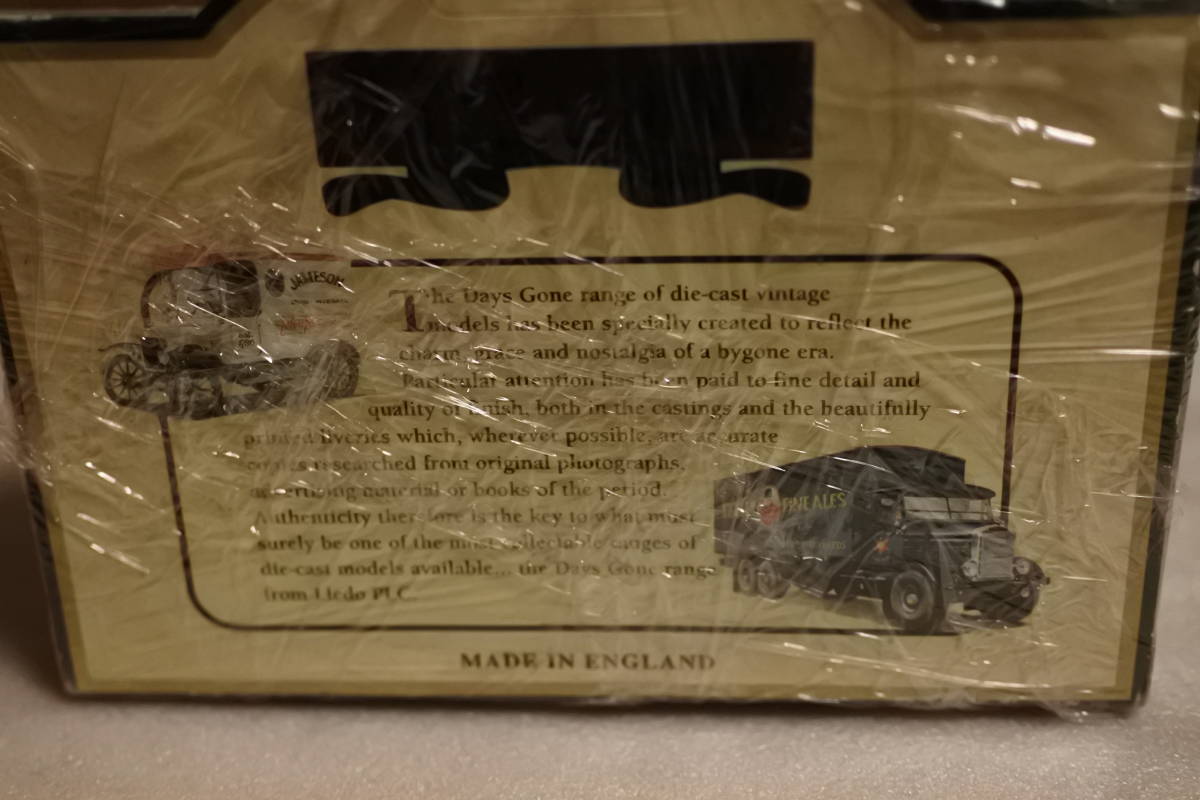 JAMESON
The Days Gone range of die-cast vintage
models has been specially created to reflect the
charm, grace and nostalgia of a bygone era.
Particular attention has been paid to fine detail and
quality of finish, both in the castings and the beautifully
printed liveries which, wherever possible, are accurate
copies researched from original photographs,
advertising material or books of the period.
Authenticity therefore is the key to what must
surely be one of the most collectable ranges of
die-cast models available... the Days Gone range
from Lledo PLC.
FINE ALES
MADE IN ENGLAND